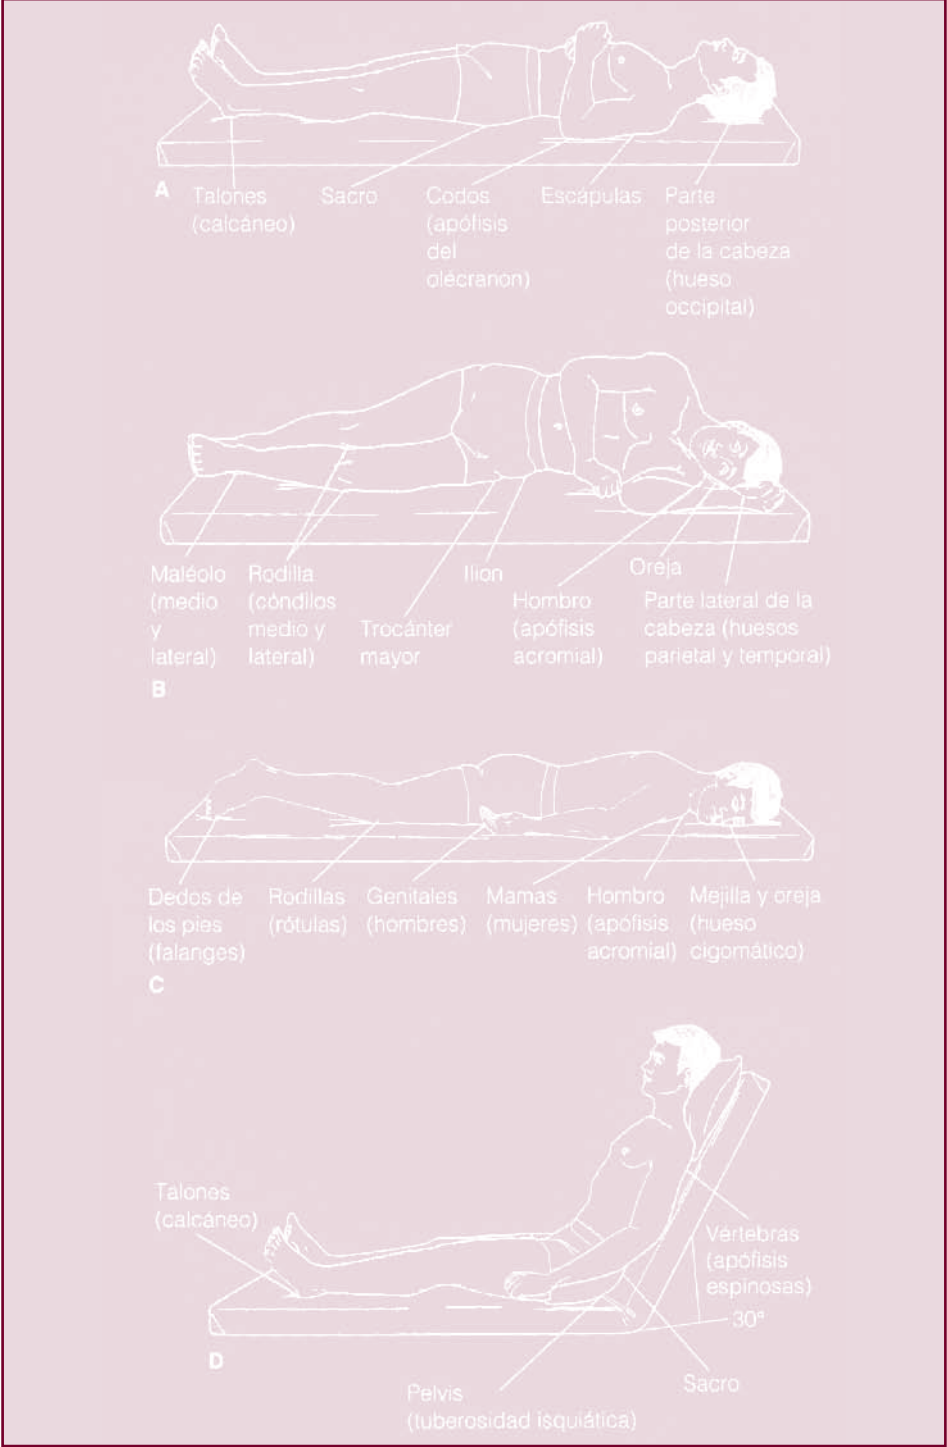 A
Talones
(calcáneo)
Sacro
Codos
(apófisis
del
olécranon)
Escápulas
Parte
posterior
de la cabeza
(hueso
occipital)
Maléolo
(medio
y
lateral)
Rodilla
(cóndilos
medio y
lateral)
Trocánter
mayor
Ilion
Hombro
(apófisis
acromial)
Oreja
Parte lateral de la
cabeza (huesos
parietal y temporal)
B
Dedos de
los pies
(falanges)
Rodillas
(rótulas)
Genitales
(hombres)
Mamas
(mujeres)
Hombro
(apófisis
acromial)
Mejilla y oreja
(hueso
cigomático)
C
Talones
(calcáneo)
Vértebras
(apófisis
espinosas)
30°
D
Sacro
Pelvis
(tuberosidad isquiática)